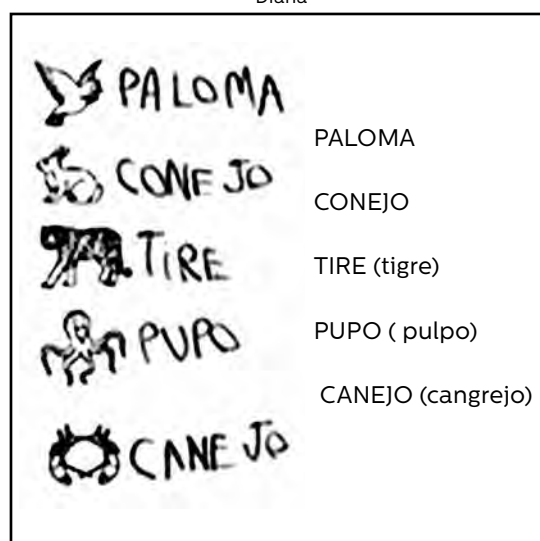 Diana
PALOMA
CONEJO
TIRE
PUPO
CANEJO
PALOMA
CONEJO
TIRE (tigre)
PUPO ( pulpo)
CANEJO (cangrejo)